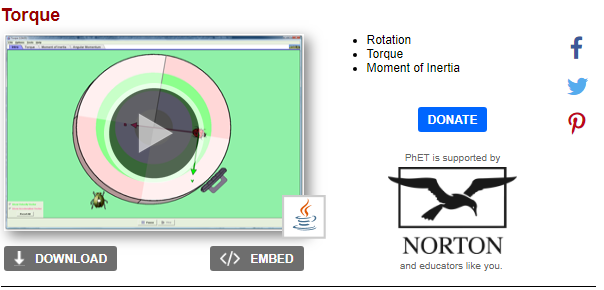 Torque
Rotation
Torque
Moment of Inertia
DONATE
PhET is supported by
NORTON
and educators like you.
DOWNLOAD
</> EMBED